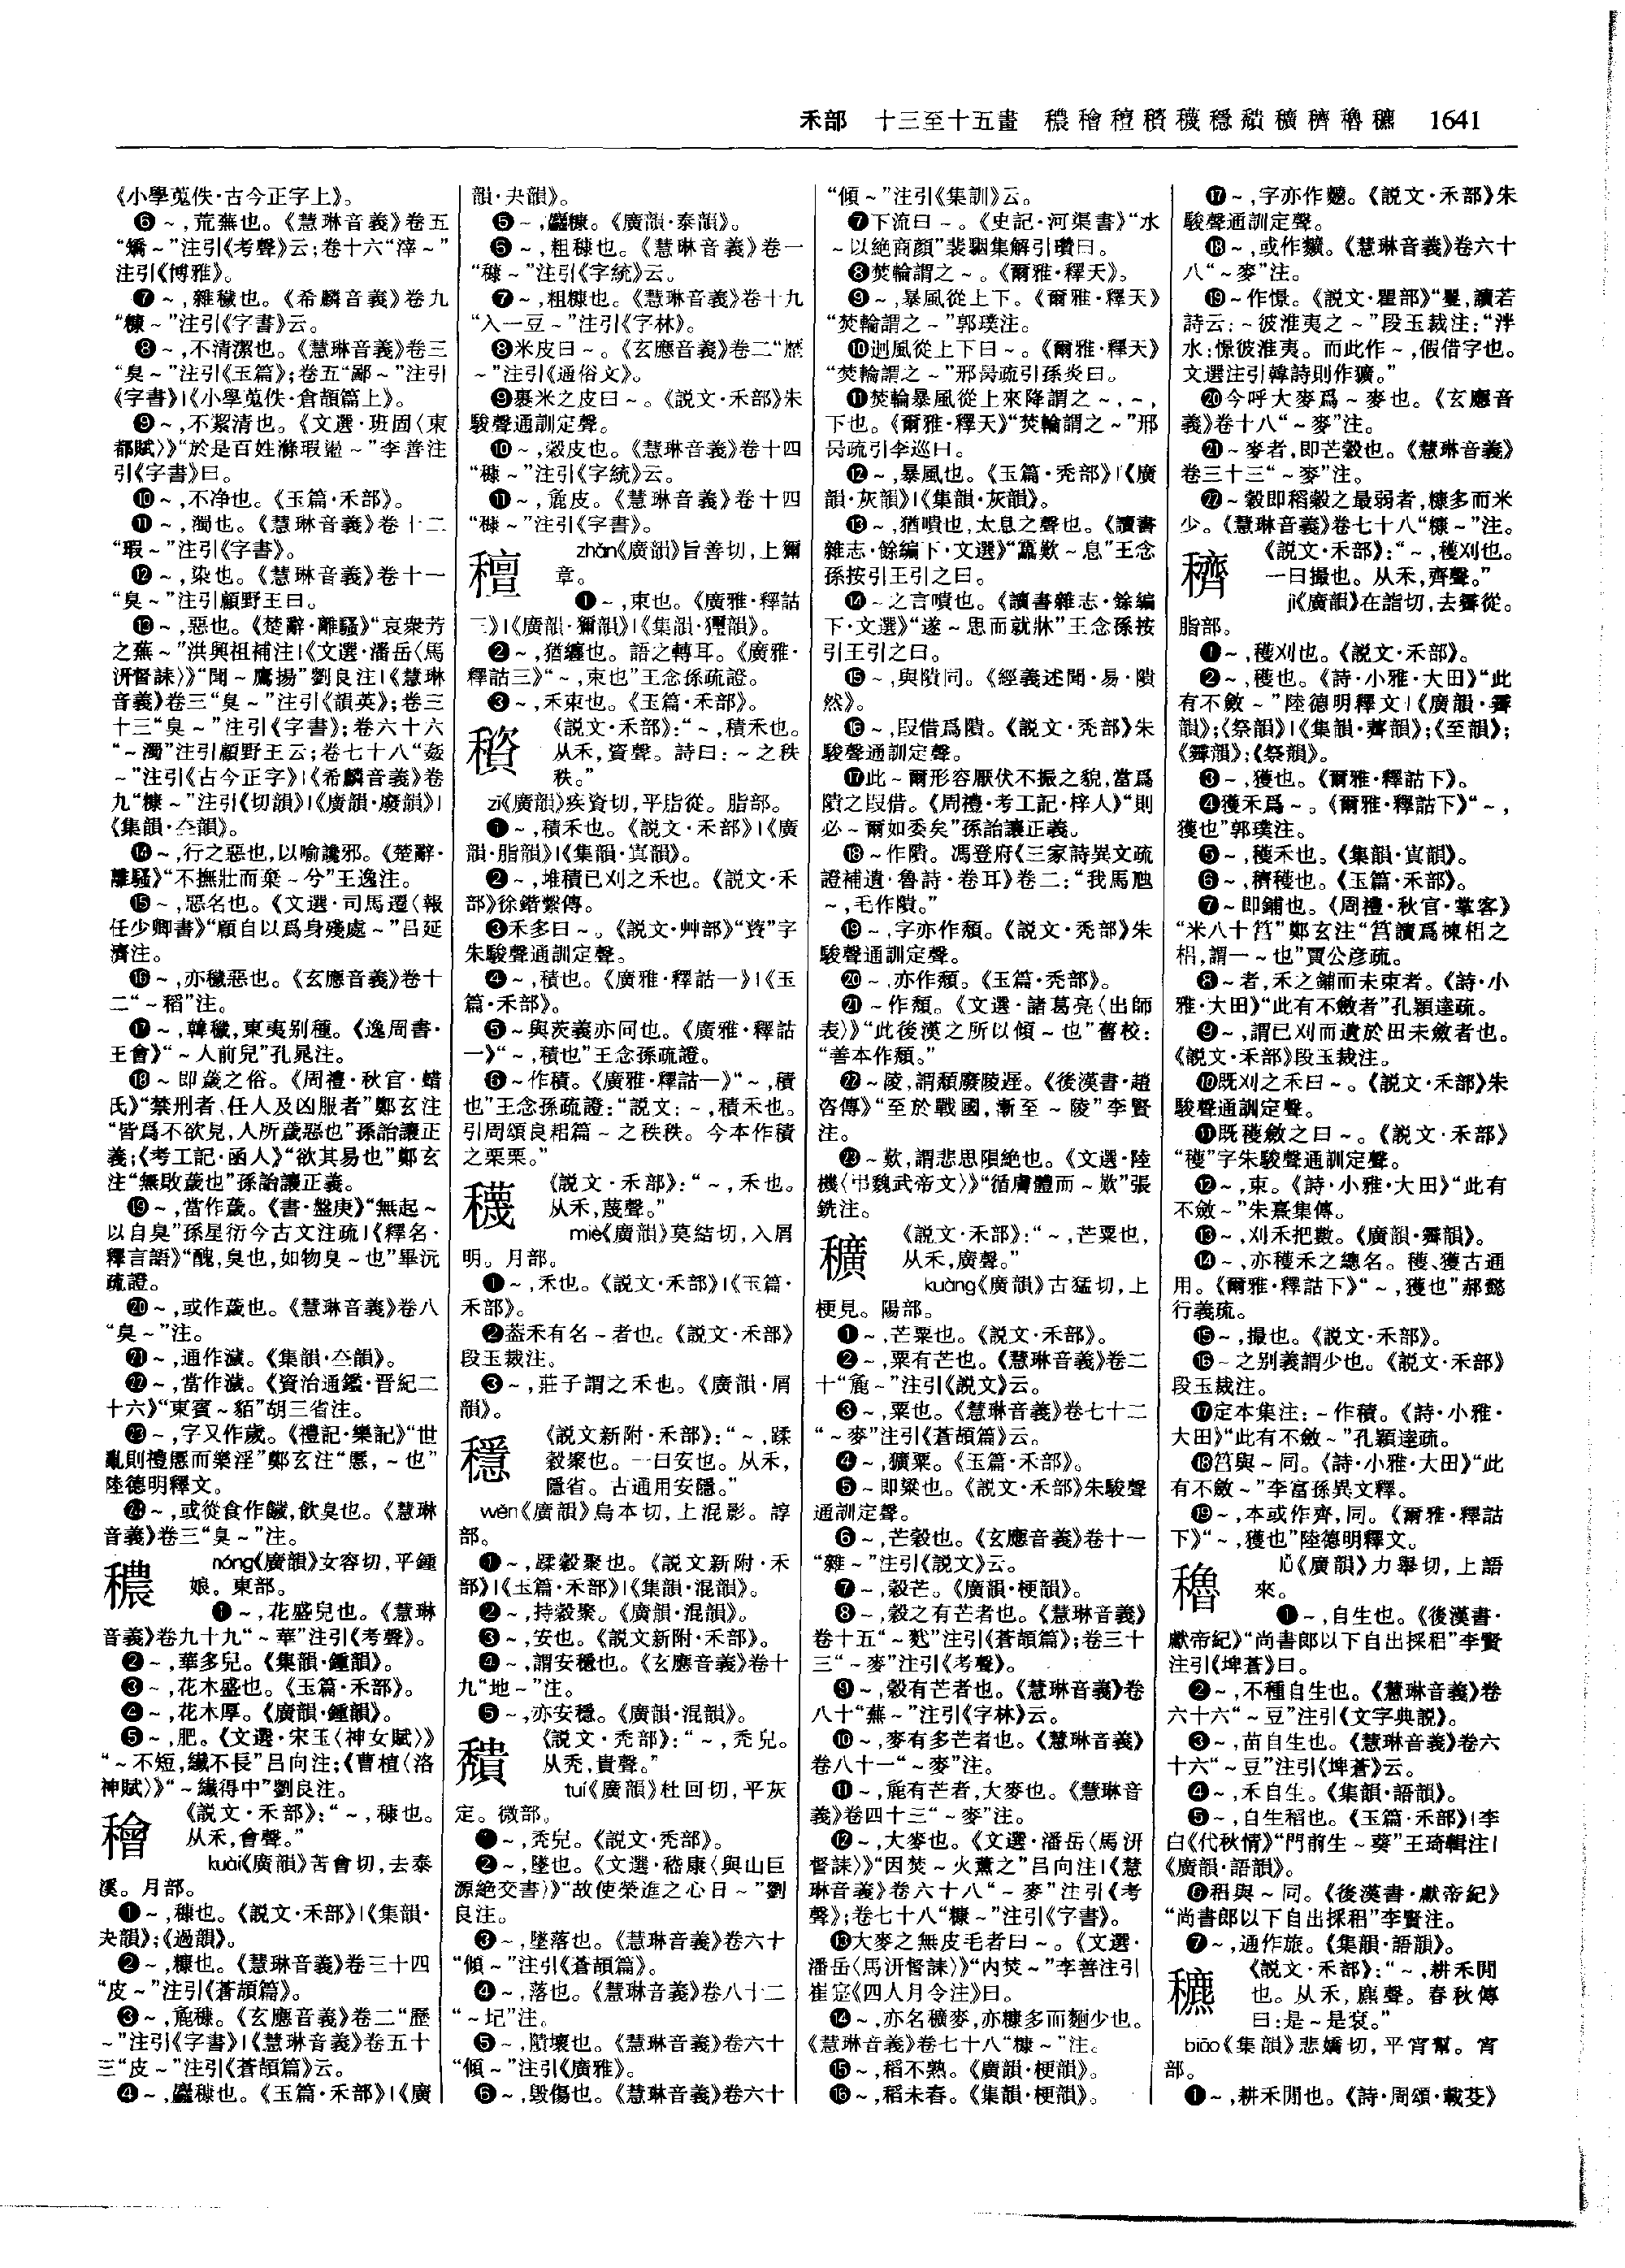 禾部 十三至十五畫 穠穯䆄穧䆊穩穨穬穧穭穮 1641
《小學蒐佚·古今正字上》。
❻～,荒蕪也。《慧琳音義》卷五
“穢～”注引《考聲》云;卷十六“滓～”
注引《博雅》。
❼～,雜穢也。《希麟音義》卷九
“糠～”注引《字書》云。
❽～,不清潔也。《慧琳音義》卷三
“臭～”注引《玉篇》;卷五“鄙～”注引
《字書》|《小學蒐佚·倉頡篇上》。
❾～,不絜清也。《文選·班固〈東
都賦〉》“於是百姓滌瑕盪～”李善注
引《字書》曰。
❿～,不净也。《玉篇·禾部》。
⓫～,濁也。《慧琳音義》卷十二
“瑕～”注引《字書》。
⓬～,染也。《慧琳音義》卷十一
“臭～”注引顧野王曰。
⓭～,惡也。《楚辭·離騷》“哀衆芳
之蕪～”洪興祖補注|《文選·潘岳〈馬
汧督誄〉》“聞～鷹揚”劉良注|《慧琳
音義》卷三“臭～”注引《韻英》;卷三
十三“臭～”注引《字書》;卷六十六
“～濁”注引顧野王云;卷七十八“姦
～”注引《古今正字》|《希麟音義》卷
九“糠～”注引《切韻》|《廣韻·廢韻》|
《集韻·㒸韻》。
⓮～,行之惡也,以喻讒邪。《楚辭·
離騷》“不撫壯而棄～兮”王逸注。
⓯～,惡名也。《文選·司馬遷〈報
任少卿書〉》“顧自以爲身殘處～”吕延
濟注。
⓰～,亦穢惡也。《玄應音義》卷十
二“～稻”注。
⓱～,韓穢,東夷别種。《逸周書·
王會》“～人前兒”孔晁注。
⓲～即薉之俗。《周禮·秋官·蜡
氏》“禁刑者、任人及凶服者”鄭玄注
“皆爲不欲見,人所薉惡也”孫詒讓正
義;《考工記·函人》“欲其易也”鄭玄
注“無敗薉也”孫詒讓正義。
⓳～,當作薉。《書·盤庚》“無起～
以自臭”孫星衍今古文注疏|《釋名·
釋言語》“醜,臭也,如物臭～也”畢沅
疏證。
⓴～,或作薉也。《慧琳音義》卷八
“臭～”注。
㉑～,通作濊。《集韻·㒸韻》。
㉒～,當作濊。《資治通鑑·晋紀二
十六》“東賓～貊”胡三省注。
㉓～,字又作歲。《禮記·樂記》“世
亂則禮慝而樂淫”鄭玄注“慝,～也”
陸德明釋文。
㉔～,或從食作饖,飲臭也。《慧琳
音義》卷三“臭～”注。
穠 nóng《廣韻》女容切,平鍾
娘。東部。
❶～,花盛皃也。《慧琳
音義》卷九十九“～華”注引《考聲》。
❷～,華多皃。《集韻·鍾韻》。
❸～,花木盛也。《玉篇·禾部》。
❹～,花木厚。《廣韻·鍾韻》。
❺～,肥。《文選·宋玉〈神女賦〉》
“～不短,纖不長”吕向注;《曹植〈洛
神賦〉》“～纖得中”劉良注。
穯 《説文·禾部》:“～,穅也。
从禾,會聲。”
kuài《廣韻》苦會切,去泰
溪。月部。
❶～,穅也。《説文·禾部》|《集韻·
夬韻》;《過韻》。
❷～,糠也。《慧琳音義》卷三十四
“皮～”注引《蒼頡篇》。
❸～,麁穅。《玄應音義》卷二“歷
～”注引《字書》|《慧琳音義》卷五十
三“皮～”注引《蒼頡篇》云。
❹～,麤穅也。《玉篇·禾部》|《廣
韻·夬韻》。
❺～,麤糠。《廣韻·泰韻》。
❻～,粗穅也。《慧琳音義》卷一
“穅～”注引《字統》云。
❼～,粗糠也。《慧琳音義》卷十九
“入一豆～”注引《字林》。
❽米皮曰～。《玄應音義》卷二“歷
～”注引《通俗文》。
❾裹米之皮曰～。《説文·禾部》朱
駿聲通訓定聲。
❿～,穀皮也。《慧琳音義》卷十四
“穅～”注引《字統》云。
⓫～,麁皮。《慧琳音義》卷十四
“穅～”注引《字書》。
zhǎn《廣韻》旨善切,上獮
章。
❶～,束也。《廣雅·釋詁
三》|《廣韻·獮韻》|《集韻·𤣆韻》。
❷～,猶纏也。語之轉耳。《廣雅·
釋詁三》“～,束也”王念孫疏證。
❸～,禾束也。《玉篇·禾部》。
《説文·禾部》:“～,積禾也。
从禾,資聲。詩曰:～之秩
秩。”
zī《廣韻》疾資切,平脂從。脂部。
❶～,積禾也。《説文·禾部》|《廣
韻·脂韻》|《集韻·寘韻》。
❷～,堆積已刈之禾也。《説文·禾
部》徐鍇繫傳。
❸禾多曰～。《説文·艸部》“薋”字
朱駿聲通訓定聲。
❹～,積也。《廣雅·釋詁一》|《玉
篇·禾部》。
❺～與茨義亦同也。《廣雅·釋詁
一》“～,積也”王念孫疏證。
❻～作積。《廣雅·釋詁一》“～,積
也”王念孫疏證:“説文:～,積禾也。
引周頌良耜篇～之秩秩。今本作積
之栗栗。”
《説文·禾部》:“～,禾也。
从禾,蔑聲。”
miè《廣韻》莫結切,入屑
明。月部。
❶～,禾也。《説文·禾部》|《玉篇·
禾部》。
❷葢禾有名～者也。《説文·禾部》
段玉裁注。
❸～,莊子謂之禾也。《廣韻·屑
韻》。
穩 《説文新附·禾部》:“～,蹂
穀聚也。一曰安也。从禾,
隱省。古通用安隱。”
wěn《廣韻》烏本切,上混影。諄
部。
❶～,蹂穀聚也。《説文新附·禾
部》|《玉篇·禾部》|《集韻·混韻》。
❷～,持穀聚。《廣韻·混韻》。
❸～,安也。《説文新附·禾部》。
❹～,謂安穩也。《玄應音義》卷十
九“地～”注。
❺～,亦安穩。《廣韻·混韻》。
穨 《説文·禿部》:“～,禿皃。
从禿,貴聲。”
tuí《廣韻》杜回切,平灰
定。微部。
❶～,禿皃。《説文·禿部》。
❷～,墜也。《文選·嵇康〈與山巨
源絶交書〉》“故使榮進之心日～”劉
良注。
❸～,墜落也。《慧琳音義》卷六十
“傾～”注引《蒼頡篇》。
❹～,落也。《慧琳音義》卷八十二
“～圮”注。
❺～,隤壞也。《慧琳音義》卷六十
“傾～”注引《廣雅》。
❻～,毁傷也。《慧琳音義》卷六十
“傾～”注引《集訓》云。
❼下流曰～。《史記·河渠書》“水
～以絶商顔”裴駰集解引瓚曰。
❽焚輪謂之～。《爾雅·釋天》。
❾～,暴風從上下。《爾雅·釋天》
“焚輪謂之～”郭璞注。
❿迴風從上下曰～。《爾雅·釋天》
“焚輪謂之～”邢昺疏引孫炎曰。
⓫焚輪暴風從上來降謂之～,～,
下也。《爾雅·釋天》“焚輪謂之～”邢
昺疏引李巡曰。
⓬～,暴風也。《玉篇·禿部》|《廣
韻·灰韻》|《集韻·灰韻》。
⓭～,猶嘳也,太息之聲也。《讀書
雜志·餘編下·文選》“羸歎～息”王念
孫按引王引之曰。
⓮～之言嘳也。《讀書雜志·餘編
下·文選》“遂～思而就牀”王念孫按
引王引之曰。
⓯～,與隤同。《經義述聞·易·隤
然》。
⓰～,叚借爲隤。《説文·禿部》朱
駿聲通訓定聲。
⓱此～爾形容厭伏不振之貌,當爲
隤之叚借。《周禮·考工記·梓人》“則
必～爾如委矣”孫詒讓正義。
⓲～作隤。馮登府《三家詩異文疏
證補遺·魯詩·卷耳》卷二:“我馬虺
～,毛作隤。”
⓳～,字亦作頹。《説文·禿部》朱
駿聲通訓定聲。
⓴～,亦作頹。《玉篇·禿部》。
㉑～作頹。《文選·諸葛亮〈出師
表〉》“此後漢之所以傾～也”舊校:
“善本作頹。”
㉒～陵,謂頹廢陵遲。《後漢書·趙
咨傳》“至於戰國,漸至～陵”李賢
注。
㉓～歎,謂悲思隕絶也。《文選·陸
機〈弔魏武帝文〉》“循膚體而～歎”張
銑注。
穬 《説文·禾部》:“～,芒粟也,
从禾,廣聲。”
kuàng《廣韻》古猛切,上
梗見。陽部。
❶～,芒粟也。《説文·禾部》。
❷～,粟有芒也。《慧琳音義》卷二
十“麁～”注引《説文》云。
❸～,粟也。《慧琳音義》卷七十二
“～麥”注引《蒼頡篇》云。
❹～,獷粟。《玉篇·禾部》。
❺～即粱也。《説文·禾部》朱駿聲
通訓定聲。
❻～,芒穀也。《玄應音義》卷十一
“雜～”注引《説文》云。
❼～,穀芒。《廣韻·梗韻》。
❽～,穀之有芒者也。《慧琳音義》
卷十五“～麨”注引《蒼頡篇》;卷三十
三“～麥”注引《考聲》。
❾～,穀有芒者也。《慧琳音義》卷
八十“蕪～”注引《字林》云。
❿～,麥有多芒者也。《慧琳音義》
卷八十一“～麥”注。
⓫～,麁有芒者,大麥也。《慧琳音
義》卷四十三“～麥”注。
⓬～,大麥也。《文選·潘岳〈馬汧
督誄〉》“因焚～火薰之”吕向注|《慧
琳音義》卷六十八“～麥”注引《考
聲》;卷七十八“糠～”注引《字書》。
⓭大麥之無皮毛者曰～。《文選·
潘岳〈馬汧督誄〉》“内焚～”李善注引
崔寔《四人月令注》曰。
⓮～,亦名穬麥,亦糠多而麺少也。
《慧琳音義》卷七十八“糠～”注。
⓯～,稻不熟。《廣韻·梗韻》。
⓰～,稻未舂。《集韻·梗韻》。
⓱～,字亦作䵃。《説文·禾部》朱
駿聲通訓定聲。
⓲～,或作䵃。《慧琳音義》卷六十
八“～麥”注。
⓳～作憬。《説文·瞿部》“矍,讀若
詩云:～彼淮夷之～”段玉裁注:“泮
水:憬彼淮夷。而此作～,假借字也。
文選注引韓詩則作獷。”
⓴今呼大麥爲～麥也。《玄應音
義》卷十八“～麥”注。
㉑～麥者,即芒穀也。《慧琳音義》
卷三十三“～麥”注。
㉒～穀即稻穀之最弱者,糠多而米
少。《慧琳音義》卷七十八“糠～”注。
穧 《説文·禾部》:“～,穫刈也。
一曰撮也。从禾,齊聲。”
jì《廣韻》在詣切,去霽從。
脂部。
❶～,穫刈也。《説文·禾部》。
❷～,穫也。《詩·小雅·大田》“此
有不斂～”陸德明釋文|《廣韻·霽
韻》;《祭韻》|《集韻·薺韻》;《至韻》;
《霽韻》;《祭韻》。
❸～,獲也。《爾雅·釋詁下》。
❹獲禾爲～。《爾雅·釋詁下》“～,
獲也”郭璞注。
❺～,穫禾也。《集韻·寘韻》。
❻～,穧穫也。《玉篇·禾部》。
❼～即鋪也。《周禮·秋官·掌客》
“米八十筥”鄭玄注“筥讀爲棟梠之
梠,謂一～也”賈公彦疏。
❽～者,禾之鋪而未束者。《詩·小
雅·大田》“此有不斂者”孔穎達疏。
❾～,謂已刈而遺於田未斂者也。
《説文·禾部》段玉裁注。
❿既刈之禾曰～。《説文·禾部》朱
駿聲通訓定聲。
⓫既穫斂之曰～。《説文·禾部》
“穫”字朱駿聲通訓定聲。
⓬～,束。《詩·小雅·大田》“此有
不斂～”朱熹集傳。
⓭～,刈禾把數。《廣韻·霽韻》。
⓮～,亦穫禾之總名。穫、獲古通
用。《爾雅·釋詁下》“～,獲也”郝懿
行義疏。
⓯～,撮也。《説文·禾部》。
⓰～之别義謂少也。《説文·禾部》
段玉裁注。
⓱定本集注:～作積。《詩·小雅·
大田》“此有不斂～”孔穎達疏。
⓲筥與～同。《詩·小雅·大田》“此
有不斂～”李富孫異文釋。
⓳～,本或作齊,同。《爾雅·釋詁
下》“～,獲也”陸德明釋文。
穭 lǚ《廣韻》力舉切,上語
來。
❶～,自生也。《後漢書·
獻帝紀》“尚書郎以下自出採稆”李賢
注引《埤蒼》曰。
❷～,不種自生也。《慧琳音義》卷
六十六“～豆”注引《文字典説》。
❸～,苗自生也。《慧琳音義》卷六
十六“～豆”注引《埤蒼》云。
❹～,禾自生。《集韻·語韻》。
❺～,自生稻也。《玉篇·禾部》|李
白《代秋情》“門前生～葵”王琦輯注|
《廣韻·語韻》。
❻稆與～同。《後漢書·獻帝紀》
“尚書郎以下自出採稆”李賢注。
❼～,通作旅。《集韻·語韻》。
穮 《説文·禾部》:“～,耕禾閒
也。从禾,麃聲。春秋傳
曰:是～是衮。”
biāo《集韻》悲嬌切,平宵幫。宵
部。
❶～,耕禾閒也。《詩·周頌·載芟》